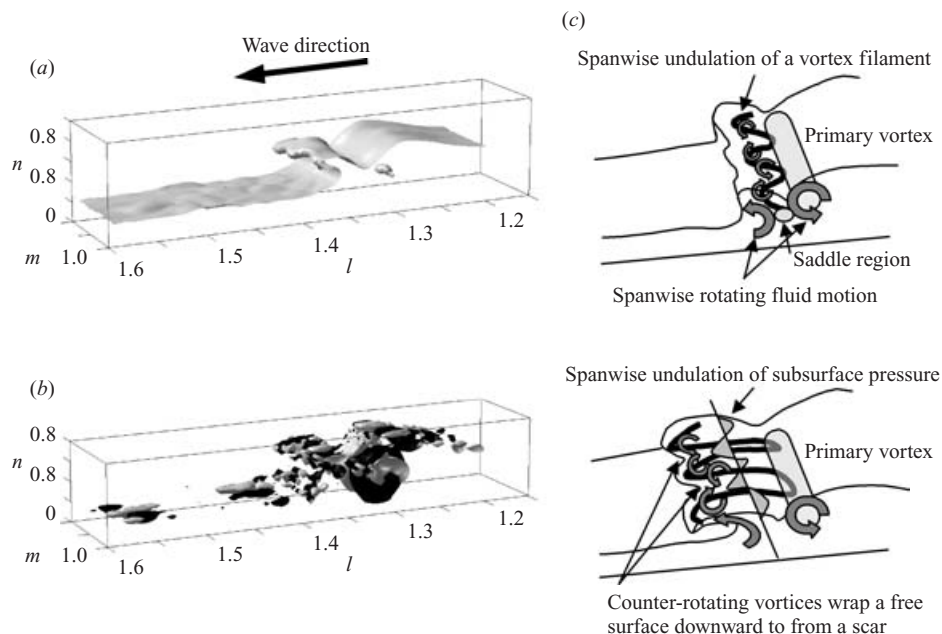 (c)
Wave direction
(a)
Spanwise undulation of a vortex filament
0.8
Primary vortex
n
0.8
0
1.2
m
1.0
1.3
1.4
1.5
l
1.6
Saddle region
Spanwise rotating fluid motion
(b)
Spanwise undulation of subsurface pressure
0.8
Primary vortex
n
0.8
0
1.2
m
1.0
1.3
1.4
1.5
l
1.6
Counter-rotating vortices wrap a free
surface downward to from a scar